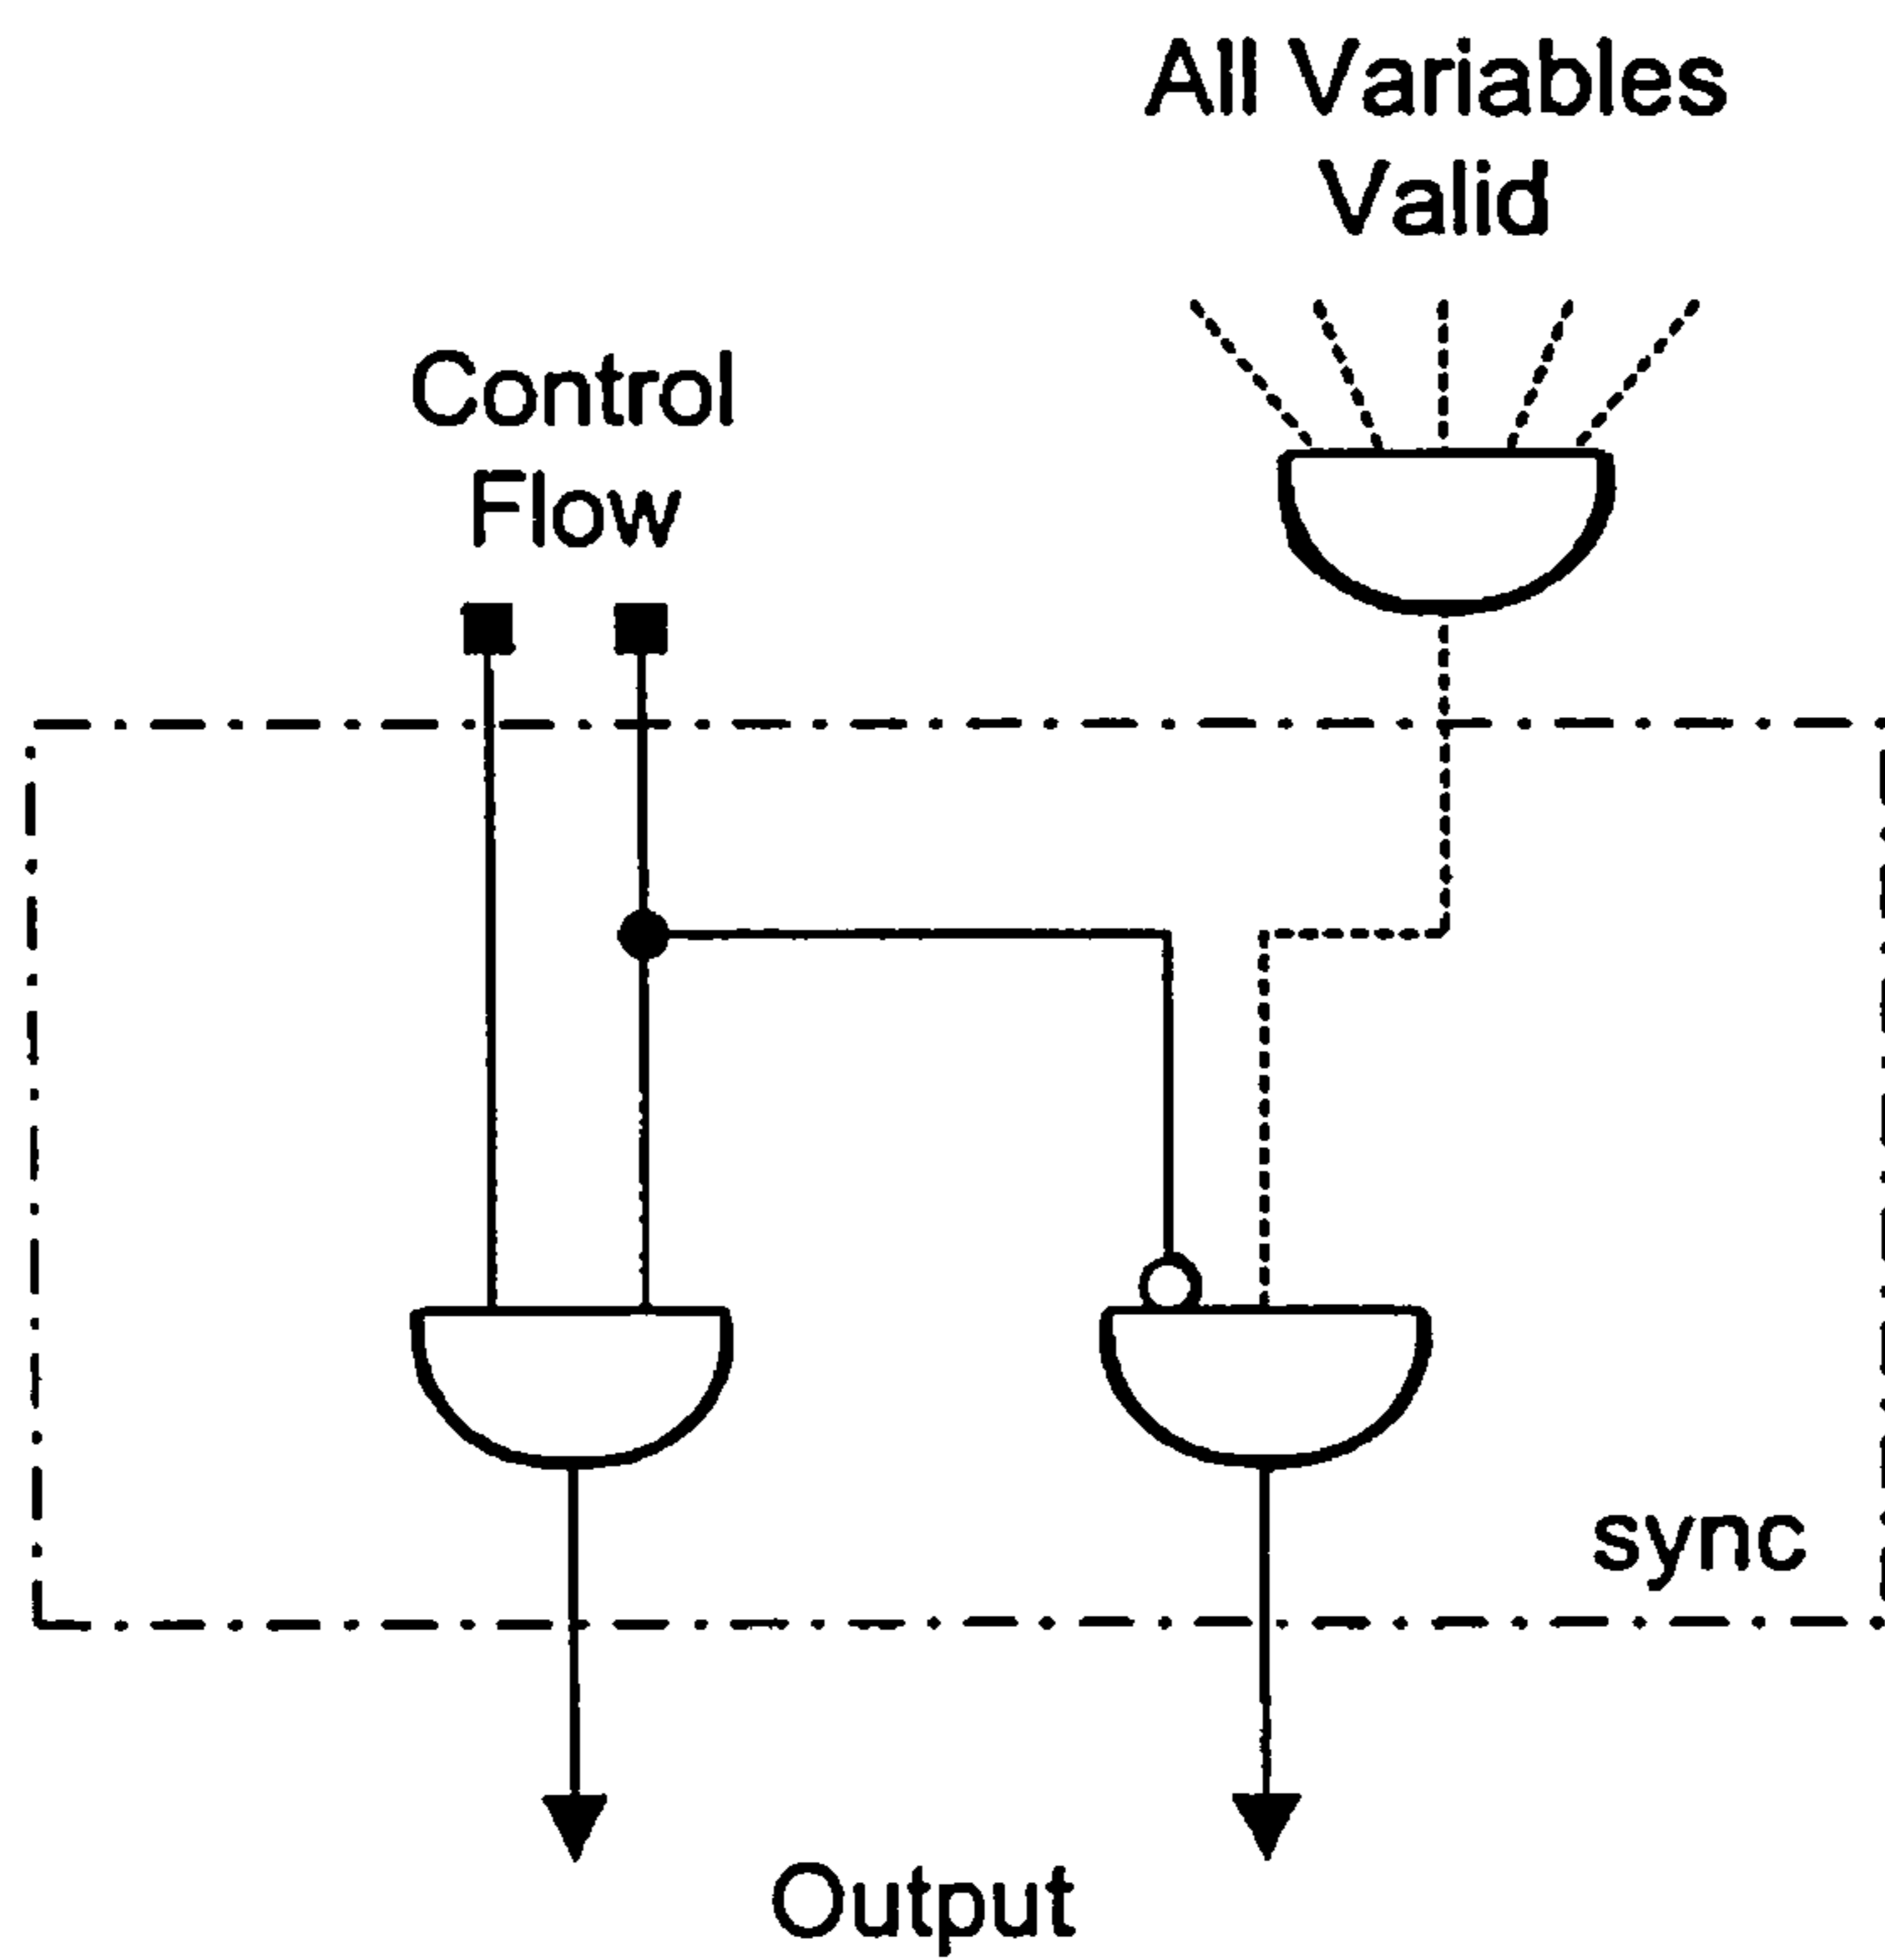 All Variables
Valid
Control
Flow
sync
Output